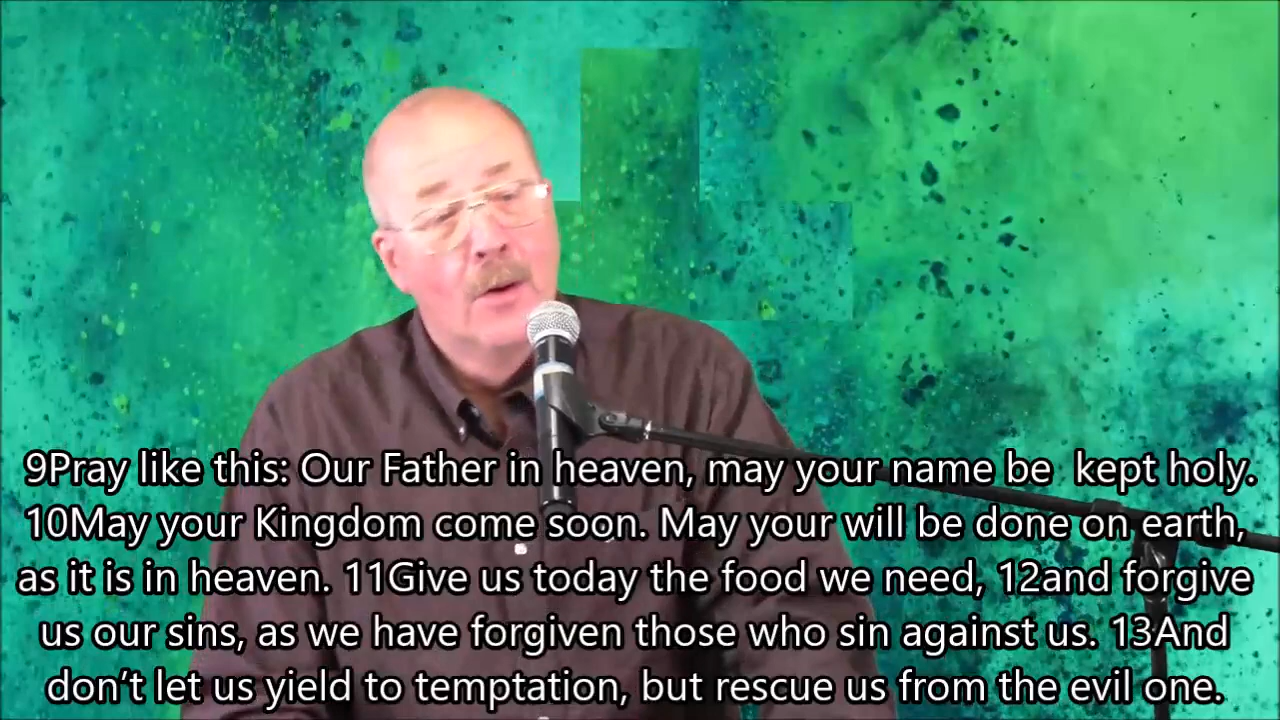 9Pray like this: Our Father in heaven, may your name be  kept holy.
10May your Kingdom come soon. May your will be done on earth,
as it is in heaven. 11Give us today the food we need, 12and forgive
us our sins, as we have forgiven those who sin against us. 13And
don’t let us yield to temptation, but rescue us from the evil one.